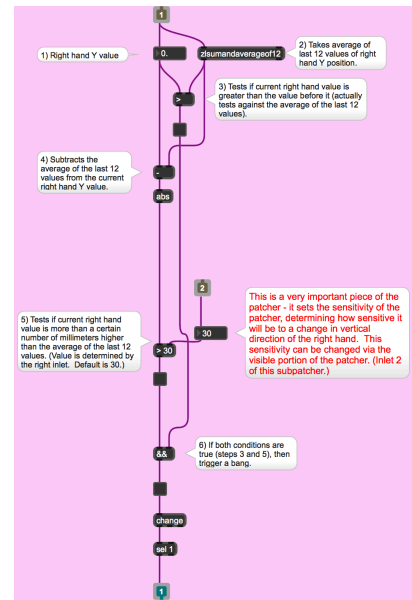 1
1) Right hand Y value
0.
zlsumandaverageof12
2) Takes average of
last 12 values of right
hand Y position.
>
3) Tests if current right hand value is
greater than the value before it (actually
tests against the average of the last 12
values).
4) Subtracts the
average of the last 12
values from the current
right hand Y value.
-
abs
2
30
This is a very important piece of the
patcher - it sets the sensitivity of the
patcher, determining how sensitive it
will be to a change in vertical
direction of the right hand. This
sensitivity can be changed via the
visible portion of the patcher. (Inlet 2
of this subpatcher.)
5) Tests if current right hand
value is more than a certain
number of millimeters higher
than the average of the last 12
values. (Value is determined by
the right inlet. Default is 30.)
> 30
&&
6) If both conditions are
true (steps 3 and 5), then
trigger a bang.
change
sel 1
1